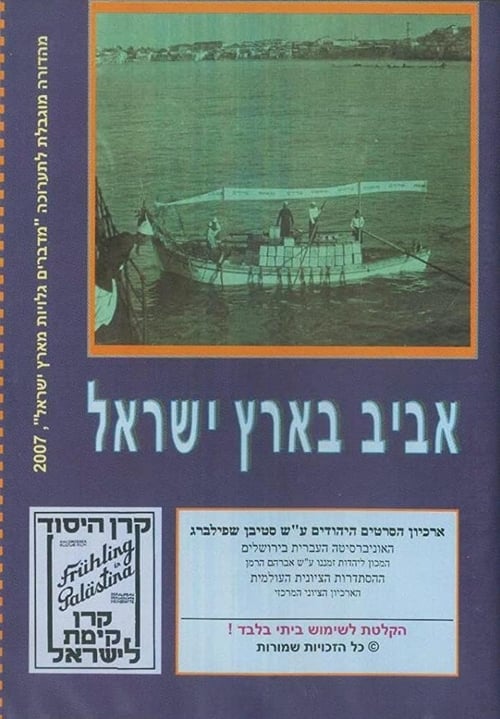 מהדורה מוגבלת לתערוכה "מדברים גלויות מארץ ישראל", 2007
אביב בארץ ישראל
קרן היסוד
Frühling
in
Palästina
קרן
קימת
לישראל
ארכיון הסרטים היהודים ע"ש סטיבן שפילברג
האוניברסיטה העברית בירושלים
המכון ליהדות זמננו ע"ש אברהם הרמן
ההסתדרות הציונית העולמית
הארכיון הציוני המרכזי
הקלטת לשימוש ביתי בלבד !
© כל הזכויות שמורות